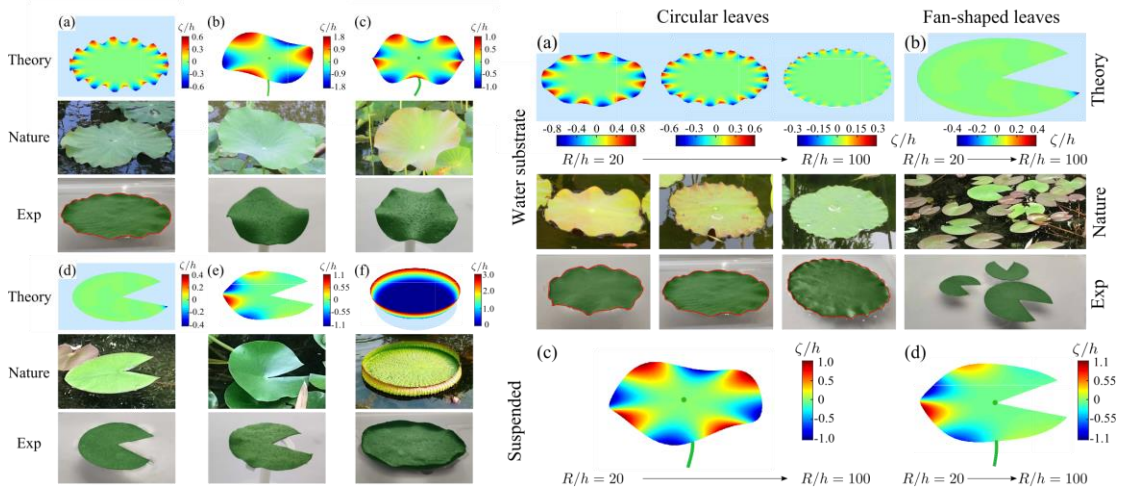 (a) ζ/h (b) ζ/h (c) ζ/h
Theory
0.6 0.3 0 -0.3 -0.6
1.8 0.9 0 -0.9 -1.8
1.0 0.5 0 -0.5 -1.0
Nature
Exp
(d) ζ/h (e) ζ/h (f) ζ/h
Theory
0.4 0.2 0 -0.2 -0.4
1.1 0.55 0 -0.55 -1.1
3.0 2.0 1.0 0
Nature
Exp
Circular leaves Fan-shaped leaves
Water substrate
(a) (b)
Theory
-0.8 -0.4 0 0.4 0.8 -0.6 -0.3 0 0.3 0.6 -0.3 -0.15 0 0.15 0.3 ζ/h -0.4 -0.2 0 0.2 0.4 ζ/h
R/h = 20 R/h = 100 R/h = 20 R/h = 100
Nature
Exp
Suspended
(c) ζ/h (d) ζ/h
1.0 0.5 0 -0.5 -1.0
1.1 0.55 0 -0.55 -1.1
R/h = 20 R/h = 100 R/h = 20 R/h = 100